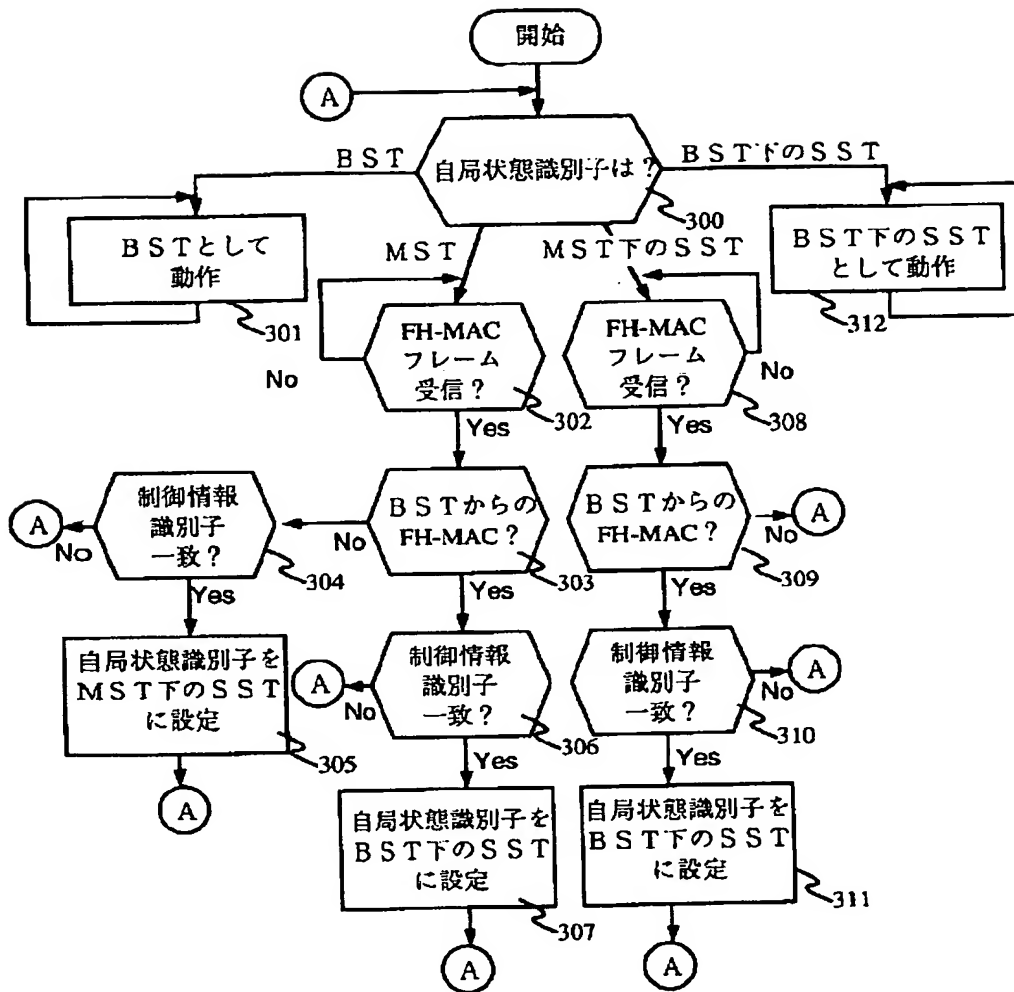 開始
A
自局状態識別子は?
300
BST
BST下のSST
MST
MST下のSST
BSTとして
動作
301
BST下のSST
として動作
312
FH-MAC
フレーム
受信?
302
No
Yes
FH-MAC
フレーム
受信?
308
No
Yes
A
制御情報
識別子
一致?
304
No
Yes
BSTからの
FH-MAC?
303
No
Yes
BSTからの
FH-MAC?
309
No
Yes
A
自局状態識別子を
MST下のSST
に設定
305
A
A
制御情報
識別子
一致?
306
No
Yes
制御情報
識別子
一致?
310
No
Yes
A
自局状態識別子を
BST下のSST
に設定
307
A
自局状態識別子を
BST下のSST
に設定
311
A